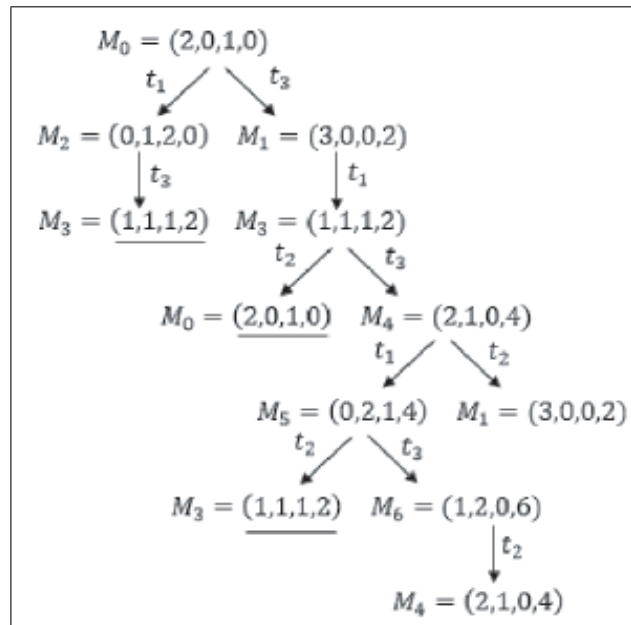 M₀ = (2,0,1,0)
t₁ t₃
M₂ = (0,1,2,0) M₁ = (3,0,0,2)
t₃ t₁
M₃ = (1,1,1,2) M₃ = (1,1,1,2)
t₂ t₃
M₀ = (2,0,1,0) M₄ = (2,1,0,4)
t₁ t₂
M₅ = (0,2,1,4) M₁ = (3,0,0,2)
t₂ t₃
M₃ = (1,1,1,2) M₆ = (1,2,0,6)
t₂
M₄ = (2,1,0,4)